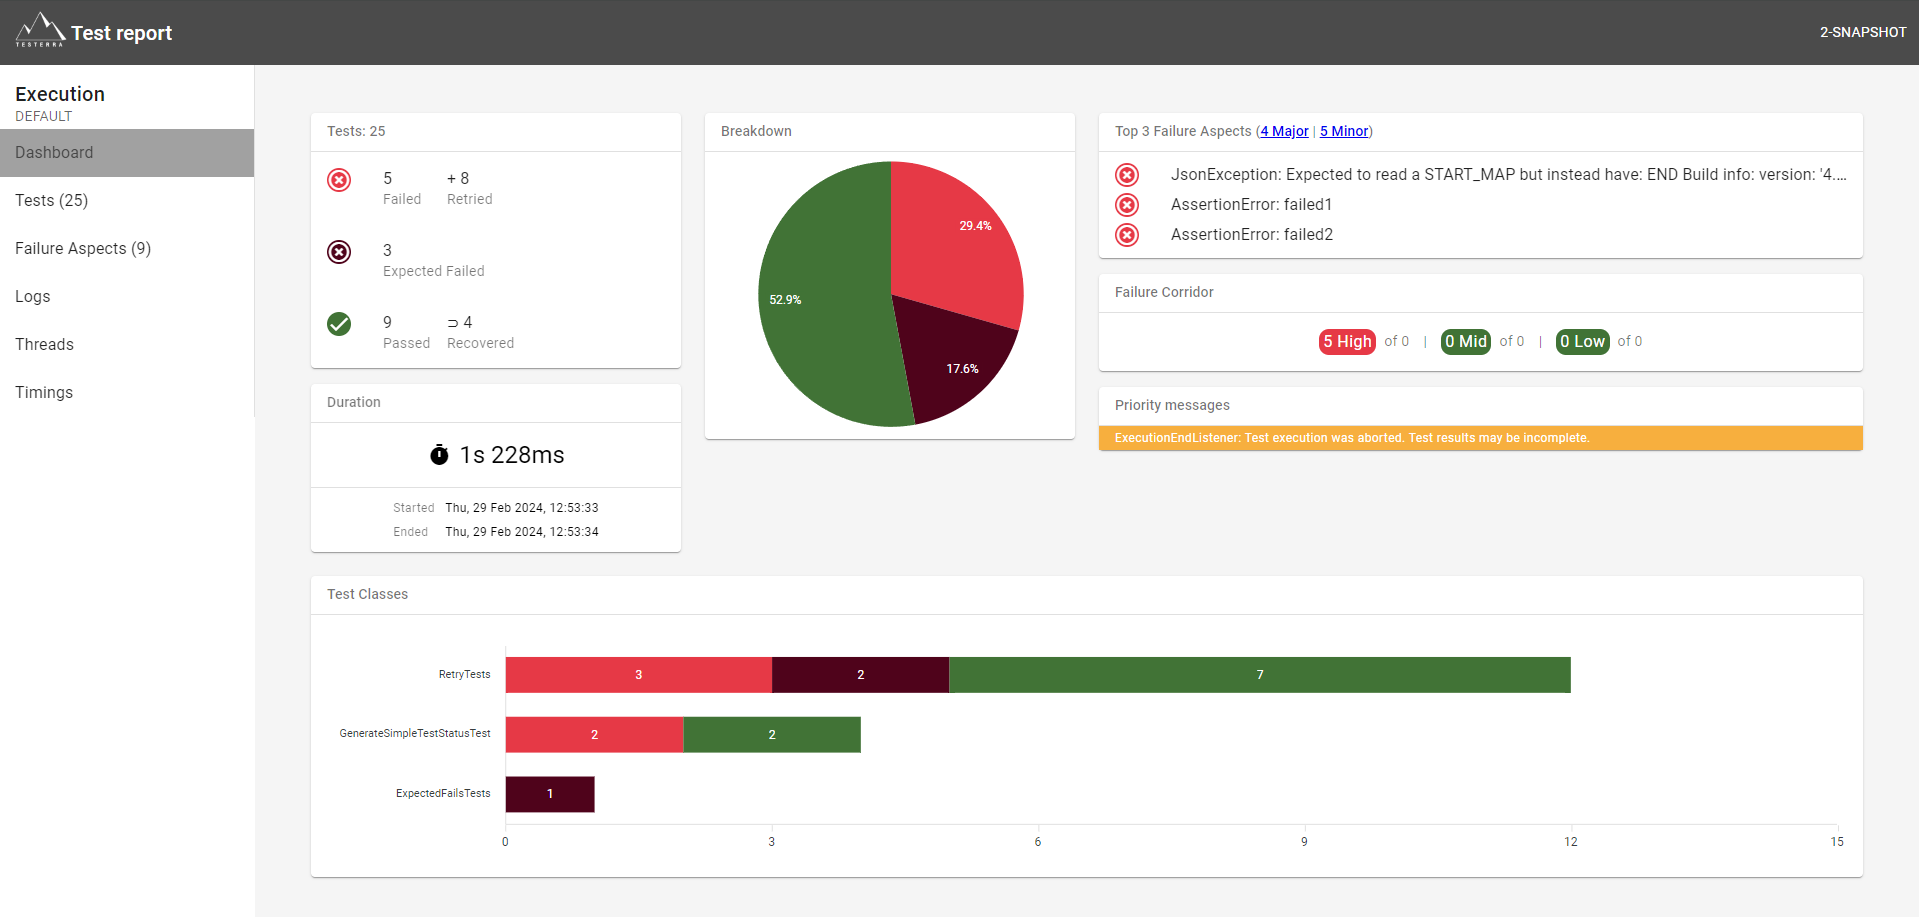 TESTERRA
Test report
2-SNAPSHOT
Execution
DEFAULT
Dashboard
Tests (25)
Failure Aspects (9)
Logs
Threads
Timings
Tests: 25
5 + 8
Failed Retried
3
Expected Failed
9 ⊃ 4
Passed Recovered
Duration
1s 228ms
Started Thu, 29 Feb 2024, 12:53:33
Ended Thu, 29 Feb 2024, 12:53:34
Breakdown
29.4%
52.9%
17.6%
Top 3 Failure Aspects (4 Major | 5 Minor)
JsonException: Expected to read a START_MAP but instead have: END Build info: version: '4....
AssertionError: failed1
AssertionError: failed2
Failure Corridor
5 High of 0 | 0 Mid of 0 | 0 Low of 0
Priority messages
ExecutionEndListener: Test execution was aborted. Test results may be incomplete.
Test Classes
RetryTests 3 2 7
GenerateSimpleTestStatusTest 2 2
ExpectedFailsTests 1
0 3 6 9 12 15